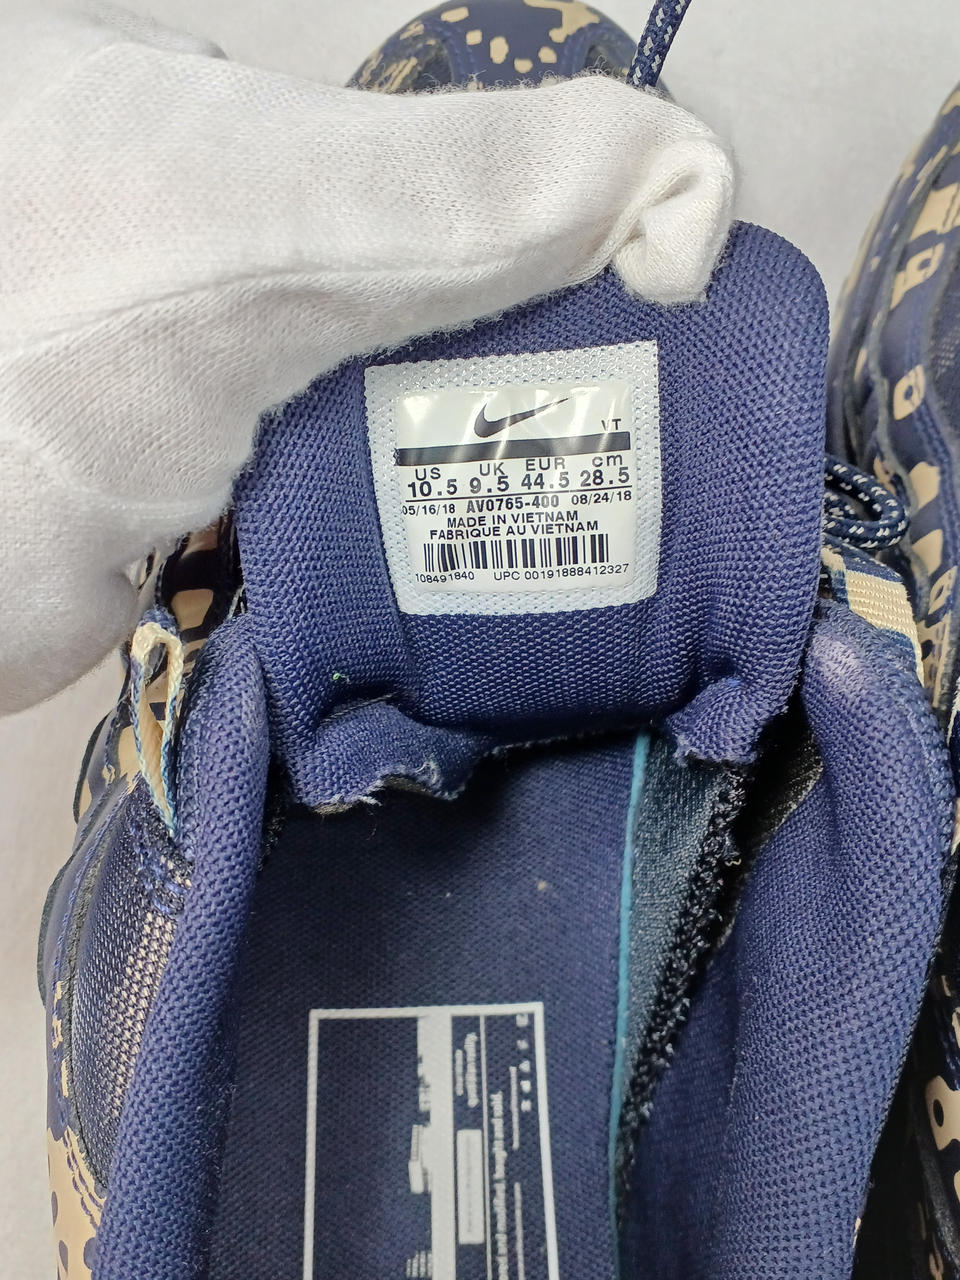 VT
US UK EUR cm
10.5 9.5 44.5 28.5
05/16/18 AV0765-400 08/24/18
MADE IN VIETNAM
FABRIQUE AU VIETNAM
108491840 UPC 00191888412327